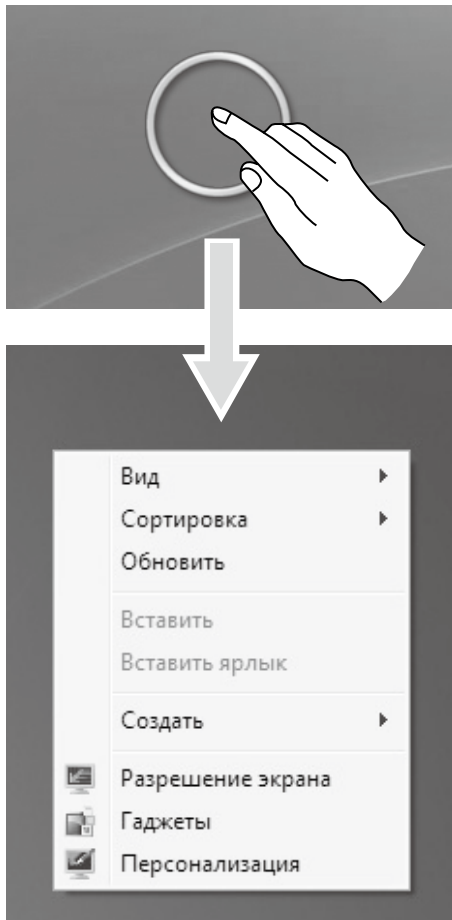 Вид
Сортировка
Обновить
Вставить
Вставить ярлык
Создать
Разрешение экрана
Гаджеты
Персонализация